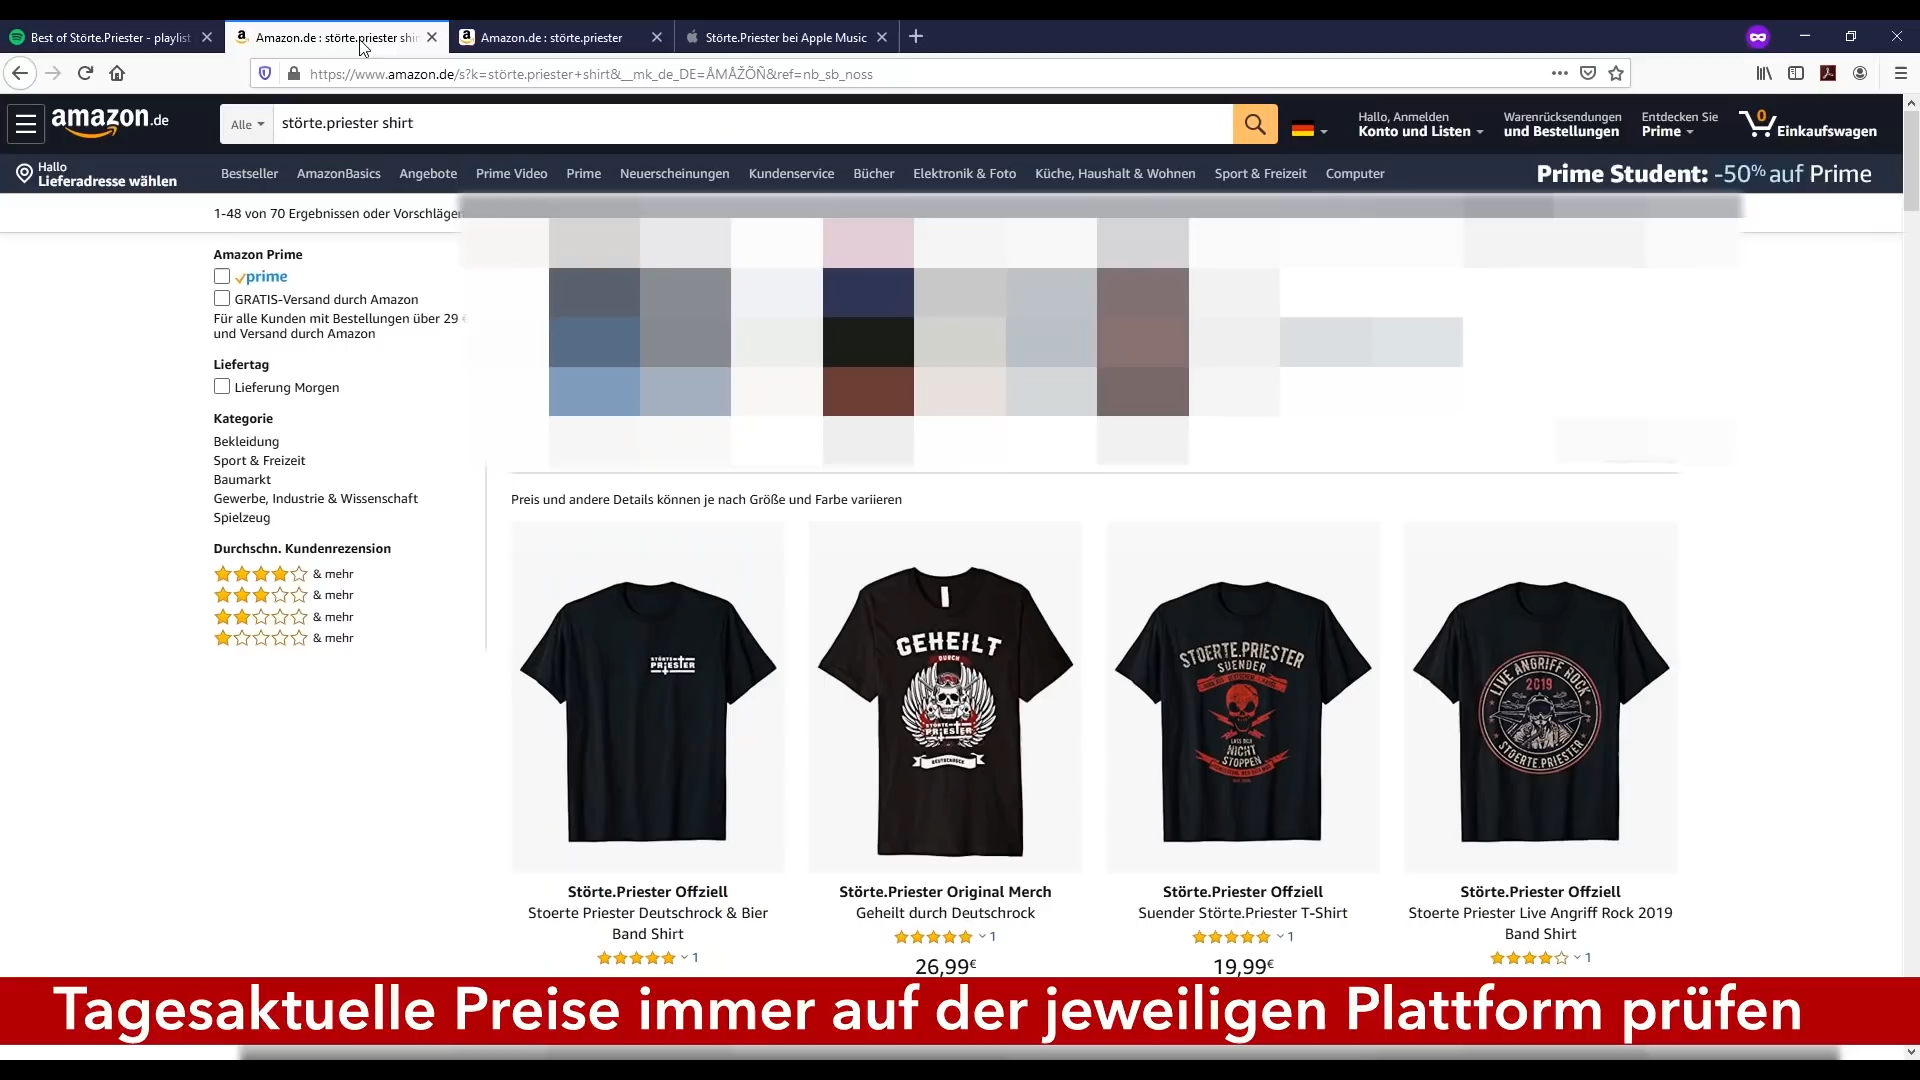 Best of Störte.Priester - playlist
Amazon.de : störte.priester shir
Amazon.de : störte.priester
Störte.Priester bei Apple Music
https://www.amazon.de/s?k=störte.priester+shirt&__mk_de_DE=ÅMÅŽÕÑ&ref=nb_sb_noss
amazon.de
Alle
störte.priester shirt
Hallo, Anmelden
Konto und Listen
Warenrücksendungen
und Bestellungen
Entdecken Sie
Prime
0
Einkaufswagen
Hallo
Lieferadresse wählen
Bestseller
AmazonBasics
Angebote
Prime Video
Prime
Neuerscheinungen
Kundenservice
Bücher
Elektronik & Foto
Küche, Haushalt & Wohnen
Sport & Freizeit
Computer
Prime Student: -50% auf Prime
1-48 von 70 Ergebnissen oder Vorschlägen
Amazon Prime
prime
GRATIS-Versand durch Amazon
Für alle Kunden mit Bestellungen über 29 €
und Versand durch Amazon
Liefertag
Lieferung Morgen
Kategorie
Bekleidung
Sport & Freizeit
Baumarkt
Gewerbe, Industrie & Wissenschaft
Spielzeug
Durchschn. Kundenrezension
& mehr
& mehr
& mehr
& mehr
Preis und andere Details können je nach Größe und Farbe variieren
STÖRTE
PRIESTER
GEHEILT
DURCH
STÖRTE
PRIESTER
DEUTSCHROCK
STOERTE.PRIESTER
SUENDER
LASS DICH
NICHT
STOPPEN
LIVE ANGRIFF ROCK
2019
STOERTE.PRIESTER
Störte.Priester Offziell
Stoerte Priester Deutschrock & Bier
Band Shirt
1
Störte.Priester Original Merch
Geheilt durch Deutschrock
1
26,99€
Störte.Priester Offziell
Suender Störte.Priester T-Shirt
1
19,99€
Störte.Priester Offziell
Stoerte Priester Live Angriff Rock 2019
Band Shirt
1
Tagesaktuelle Preise immer auf der jeweiligen Plattform prüfen